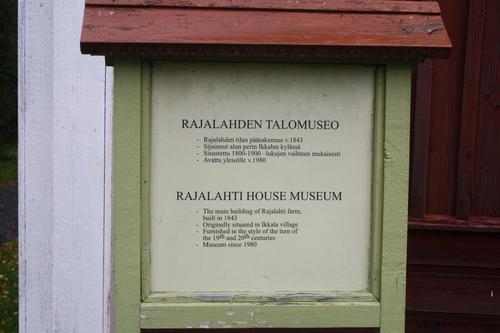 RAJALAHDEN TALOMUSEO
- Rajalahden tilan päärakennus v.1843
- Sijainnut alun perin Ikkalan kylässä
- Sisustettu 1800-1900 –lukujen vaihteen mukaisesti
- Avattu yleisölle v.1980
RAJALAHTI HOUSE MUSEUM
- The main building of Rajalahti farm,
built in 1843
- Originally situated in Ikkala village
- Furnished in the style of the turn of
the 19th and 20th centuries
- Museum since 1980